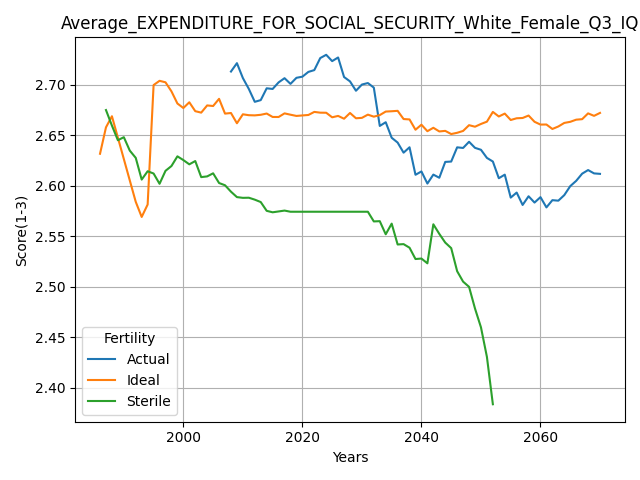 Average_EXPENDITURE_FOR_SOCIAL_SECURITY_White_Female_Q3_IQ
Score(1-3)
2.70
2.65
2.60
2.55
2.50
2.45
2.40
Fertility
Actual
Ideal
Sterile
2000
2020
2040
2060
Years